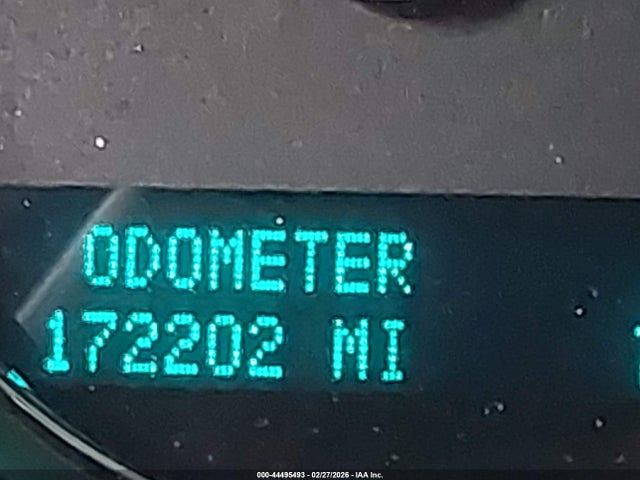 ODOMETER
172202 MI
000-44495493 - 02/27/2026 - IAA Inc.